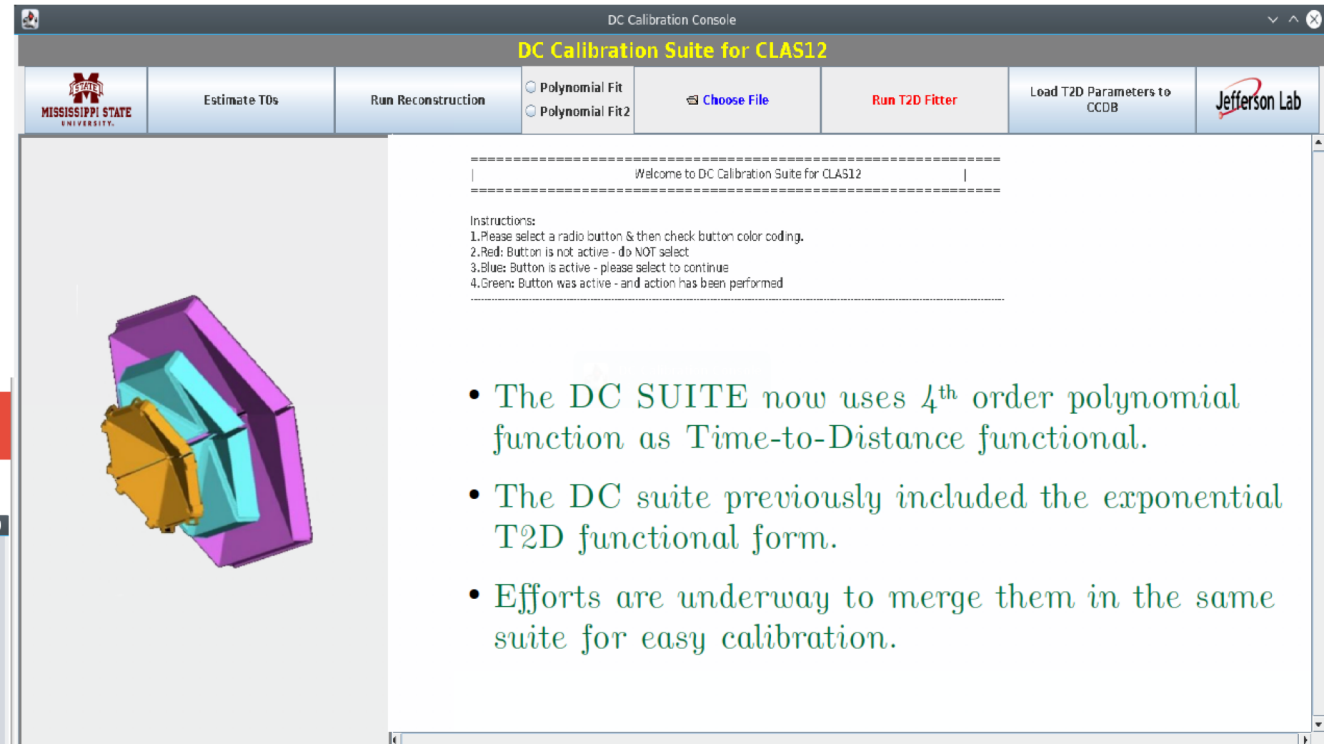 DC Calibration Console
DC Calibration Suite for CLAS12
STATE
MISSISSIPPI STATE
UNIVERSITY.
Estimate T0s
Run Reconstruction
Polynomial Fit
Polynomial Fit2
Choose File
Run T2D Fitter
Load T2D Parameters to
CCDB
Jefferson Lab
==============================================================
| Welcome to DC Calibration Suite for CLAS12 |
==============================================================
Instructions:
1.Please select a radio button & then check button color coding.
2.Red: Button is not active - do NOT select
3.Blue: Button is active - please select to continue
4.Green: Button was active - and action has been performed
• The DC SUITE now uses 4th order polynomial
function as Time-to-Distance functional.
• The DC suite previously included the exponential
T2D functional form.
• Efforts are underway to merge them in the same
suite for easy calibration.